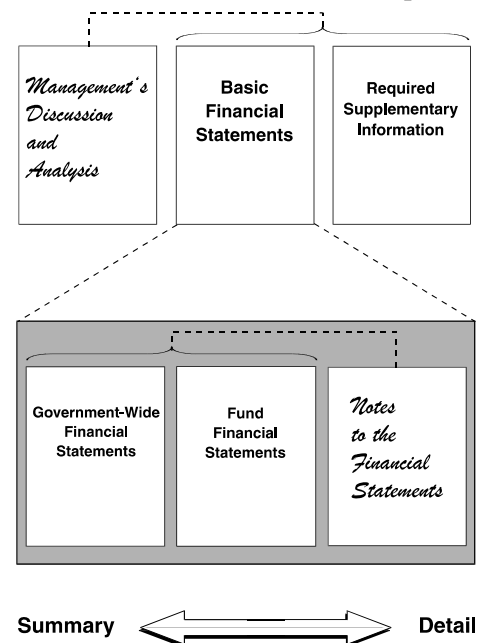 Management's
Discussion
and
Analysis
Basic
Financial
Statements
Required
Supplementary
Information
Government-Wide
Financial
Statements
Fund
Financial
Statements
Notes
to the
Financial
Statements
Summary
Detail